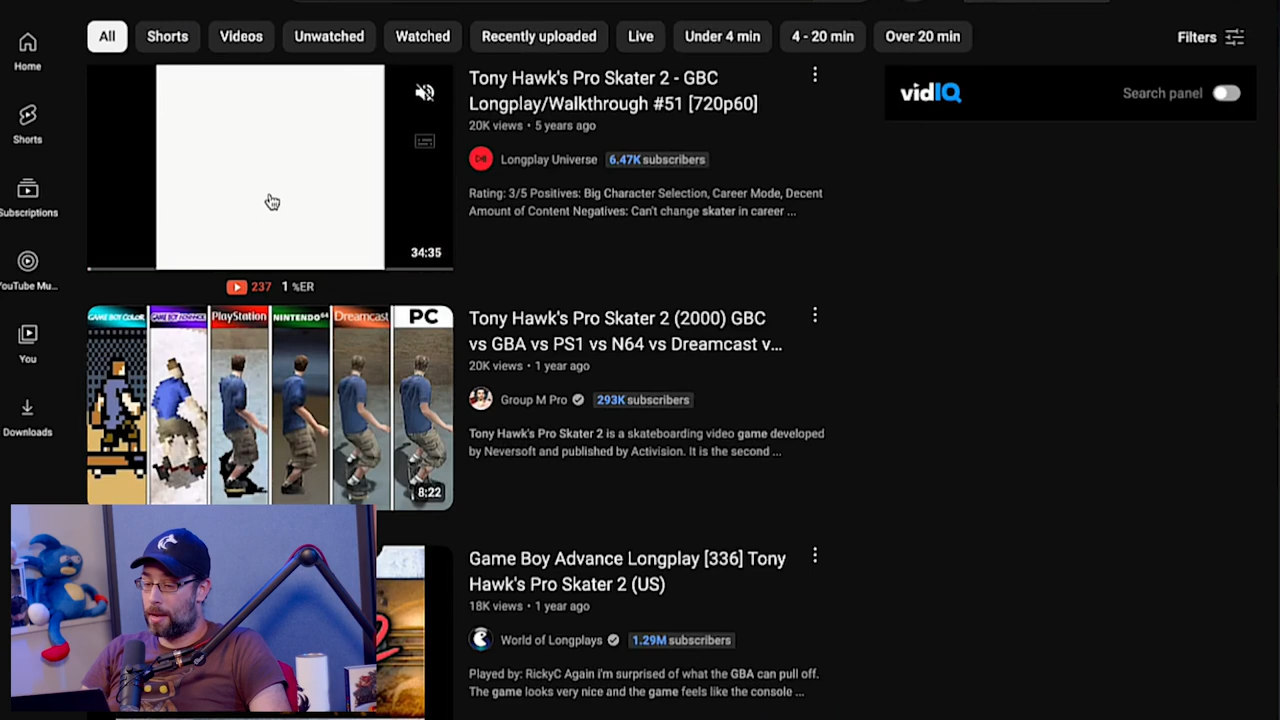 All
Shorts
Videos
Unwatched
Watched
Recently uploaded
Live
Under 4 min
4 - 20 min
Over 20 min
Filters
Home
Shorts
Subscriptions
YouTube Mu...
You
Downloads
34:35
237 1 %ER
Tony Hawk's Pro Skater 2 - GBC
Longplay/Walkthrough #51 [720p60]
20K views • 5 years ago
Longplay Universe 6.47K subscribers
Rating: 3/5 Positives: Big Character Selection, Career Mode, Decent
Amount of Content Negatives: Can't change skater in career ...
vidIQ
Search panel
GAME BOY COLOR
GAME BOY ADVANCE
PlayStation
NINTENDO64
Dreamcast
PC
8:22
Tony Hawk's Pro Skater 2 (2000) GBC
vs GBA vs PS1 vs N64 vs Dreamcast v...
20K views • 1 year ago
Group M Pro 293K subscribers
Tony Hawk's Pro Skater 2 is a skateboarding video game developed
by Neversoft and published by Activision. It is the second ...
Game Boy Advance Longplay [336] Tony
Hawk's Pro Skater 2 (US)
18K views • 1 year ago
World of Longplays 1.29M subscribers
Played by: RickyC Again i'm surprised of what the GBA can pull off.
The game looks very nice and the game feels like the console ...